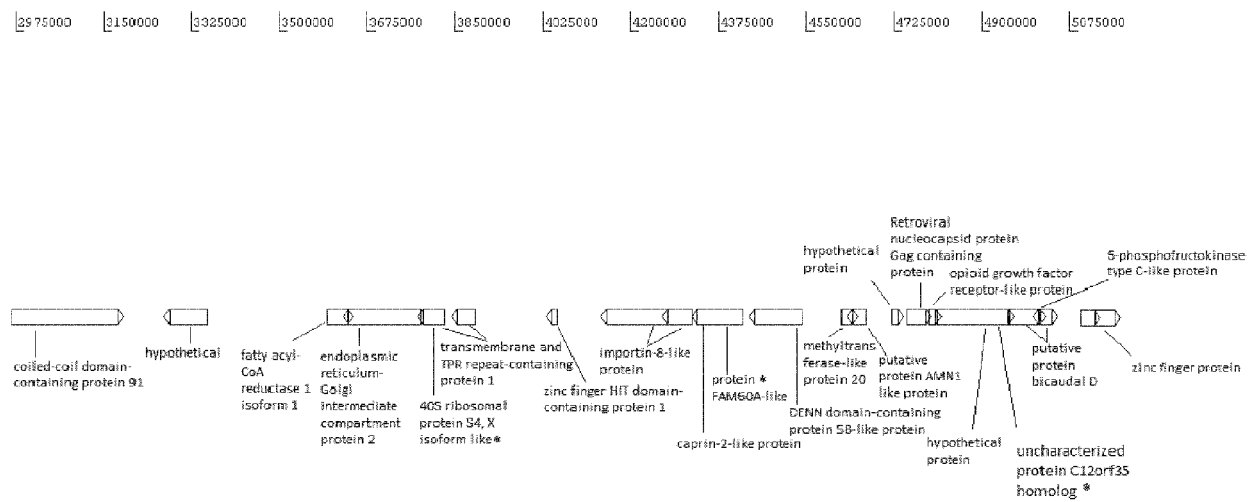 2975000 3150000 3325000 3500000 3675000 3850000 4025000 4200000 4375000 4550000 4725000 4900000 5075000
coiled-coil domain-
containing protein 91
hypothetical
fatty acyl-
CoA
reductase 1
isoform 1
endoplasmic
reticulum-
Golgi
intermediate
compartment
protein 2
40S ribosomal
protein S4, X
isoform like*
transmembrane and
TPR repeat-containing
protein 1
zinc finger HIT domain-
containing protein 1
importin-8-like
protein
caprin-2-like protein
protein *
FAM60A-like
DENN domain-containing
protein 5B-like protein
methyltrans
ferase-like
protein 20
hypothetical
protein
putative
protein AMN1
like protein
Retroviral
nucleocapsid protein
Gag containing
protein
opioid growth factor
receptor-like protein
hypothetical
protein
uncharacterized
protein C12orf35
homolog *
putative
protein
bicaudal D
6-phosphofructokinase
type C-like protein
zinc finger protein